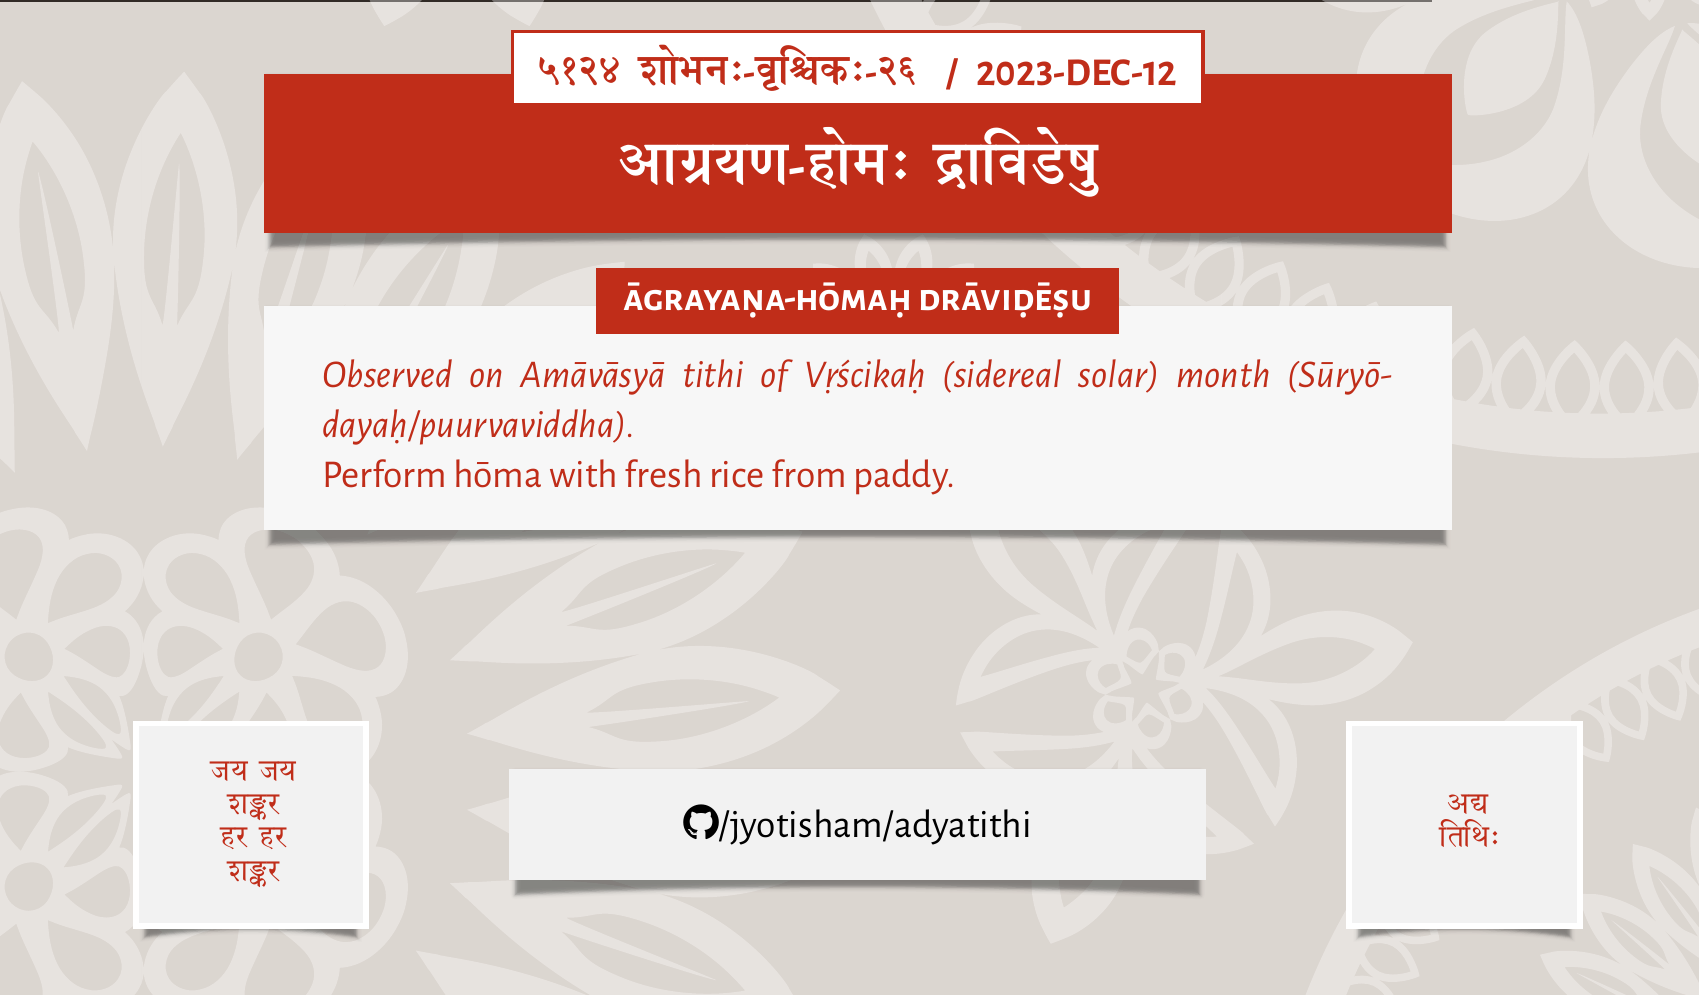 ५१२४ शोभनः-वृश्चिकः-२६ / 2023-DEC-12
आग्रयण-होमः द्राविडेषु
ĀGRAYAṆA-HŌMAḤ DRĀVIḌĒṢU
Observed on Amāvāsyā tithi of Vṛścikaḥ (sidereal solar) month (Sūryō-
dayaḥ/puurvaviddha).
Perform hōma with fresh rice from paddy.
जय जय
शङ्कर
हर हर
शङ्कर
/jyotisham/adyatithi
अद्य
तिथिः